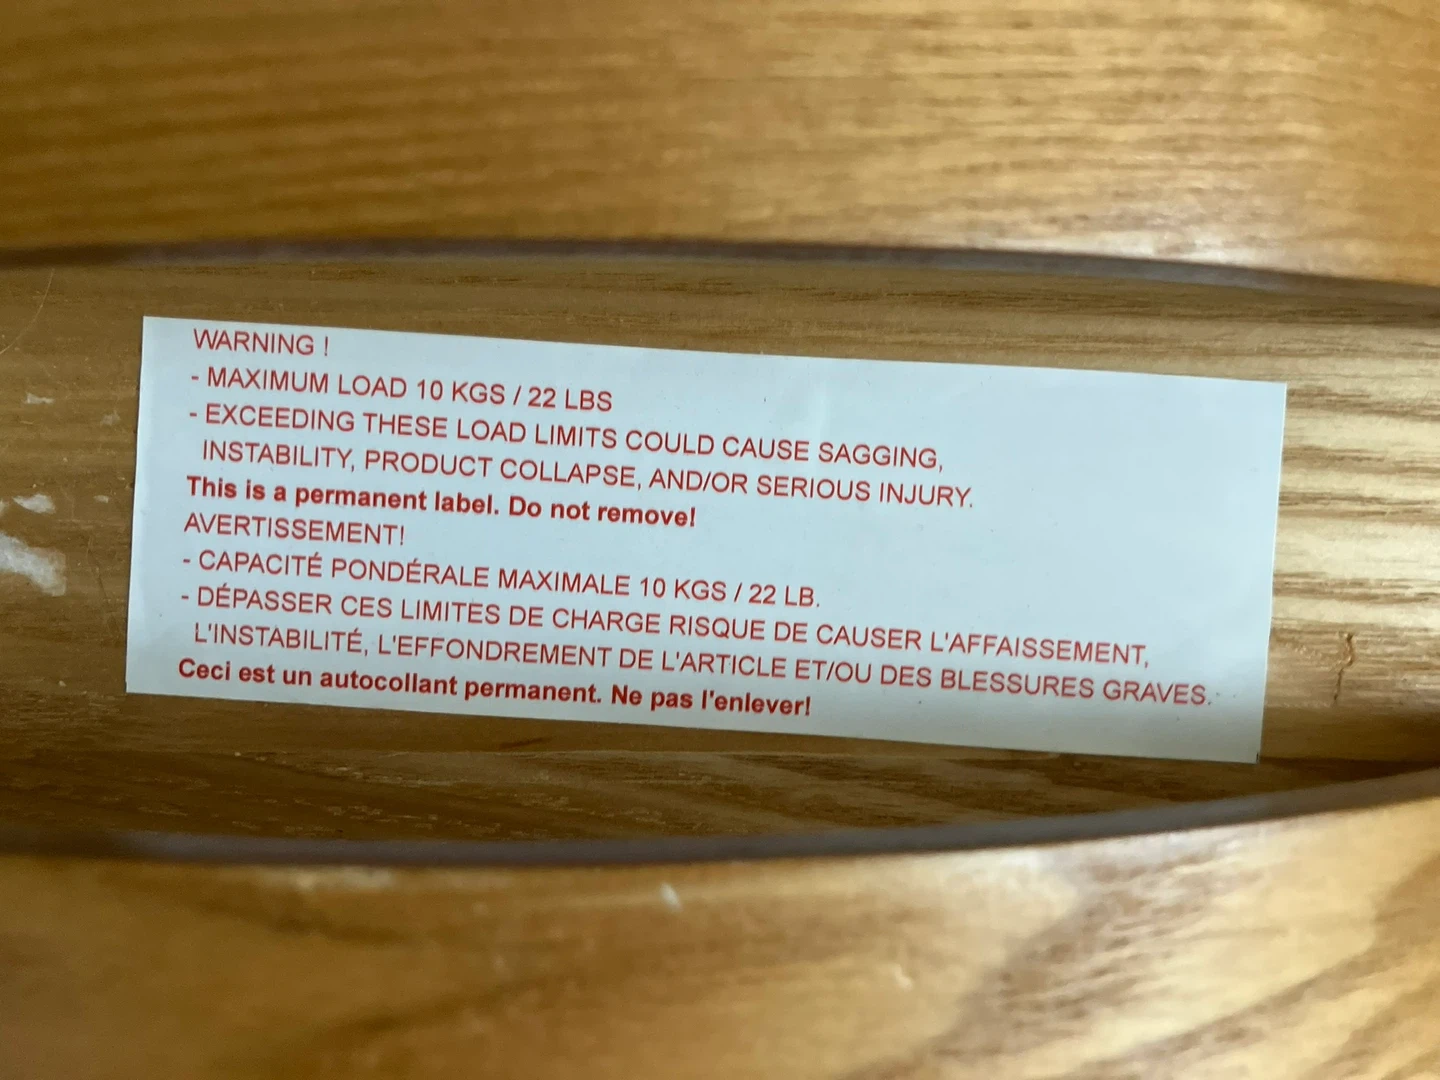 WARNING !
- MAXIMUM LOAD 10 KGS / 22 LBS
- EXCEEDING THESE LOAD LIMITS COULD CAUSE SAGGING,
INSTABILITY, PRODUCT COLLAPSE, AND/OR SERIOUS INJURY.
This is a permanent label. Do not remove!
AVERTISSEMENT!
- CAPACITÉ PONDÉRALE MAXIMALE 10 KGS / 22 LB.
- DÉPASSER CES LIMITES DE CHARGE RISQUE DE CAUSER L'AFFAISSEMENT,
L'INSTABILITÉ, L'EFFONDREMENT DE L'ARTICLE ET/OU DES BLESSURES GRAVES.
Ceci est un autocollant permanent. Ne pas l'enlever!